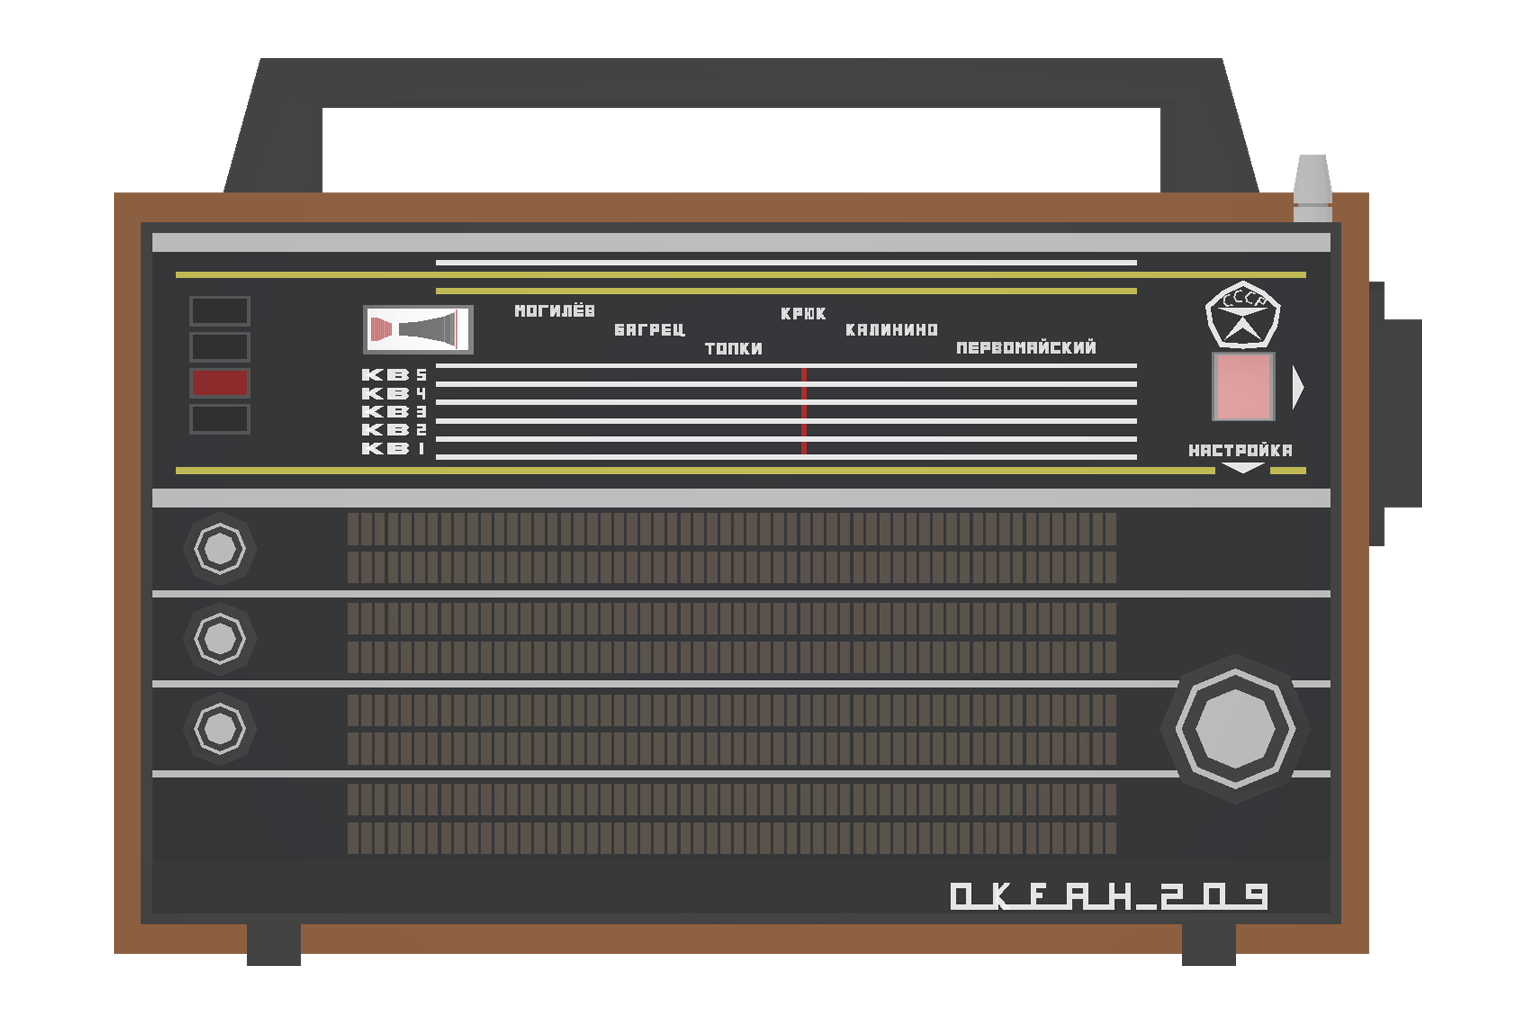 СССР
МОГИЛЁВ
КРЮК
БАГРЕЦ
КАЛИНИНО
ТОПКИ
ПЕРВОМАЙСКИЙ
КВ 5
КВ 4
КВ 3
КВ 2
КВ 1
НАСТРОЙКА
ОКЕАН_209